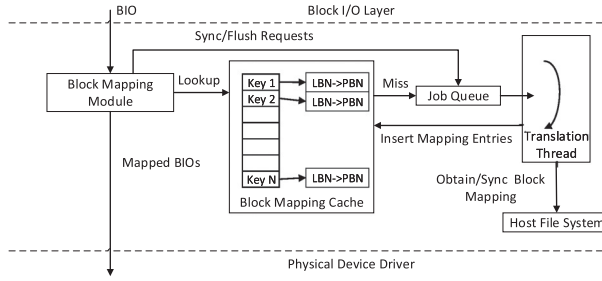 BIO
Block I/O Layer
Sync/Flush Requests
Block Mapping
Module
Lookup
Key 1
LBN->PBN
Key 2
LBN->PBN
Key N
LBN->PBN
Block Mapping Cache
Miss
Job Queue
Insert Mapping Entries
Translation
Thread
Mapped BIOs
Obtain/Sync Block
Mapping
Host File System
Physical Device Driver